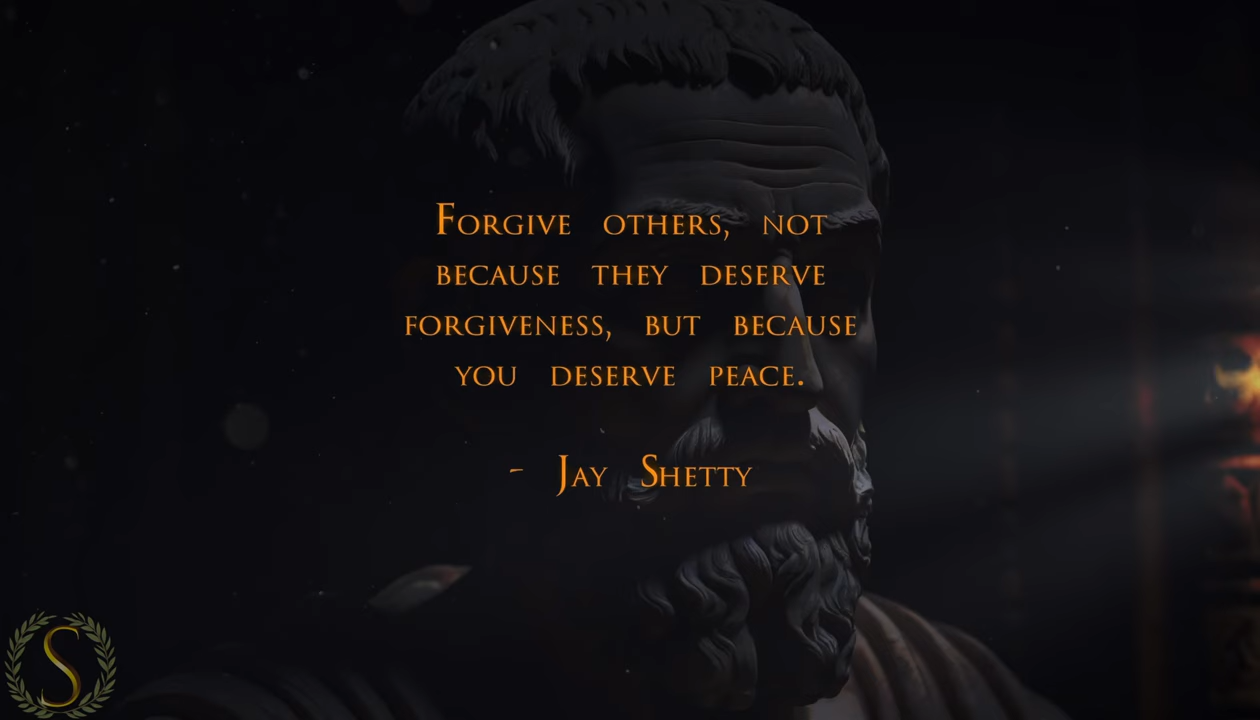 Forgive others, not
because they deserve
forgiveness, but because
you deserve peace.
- Jay Shetty
S